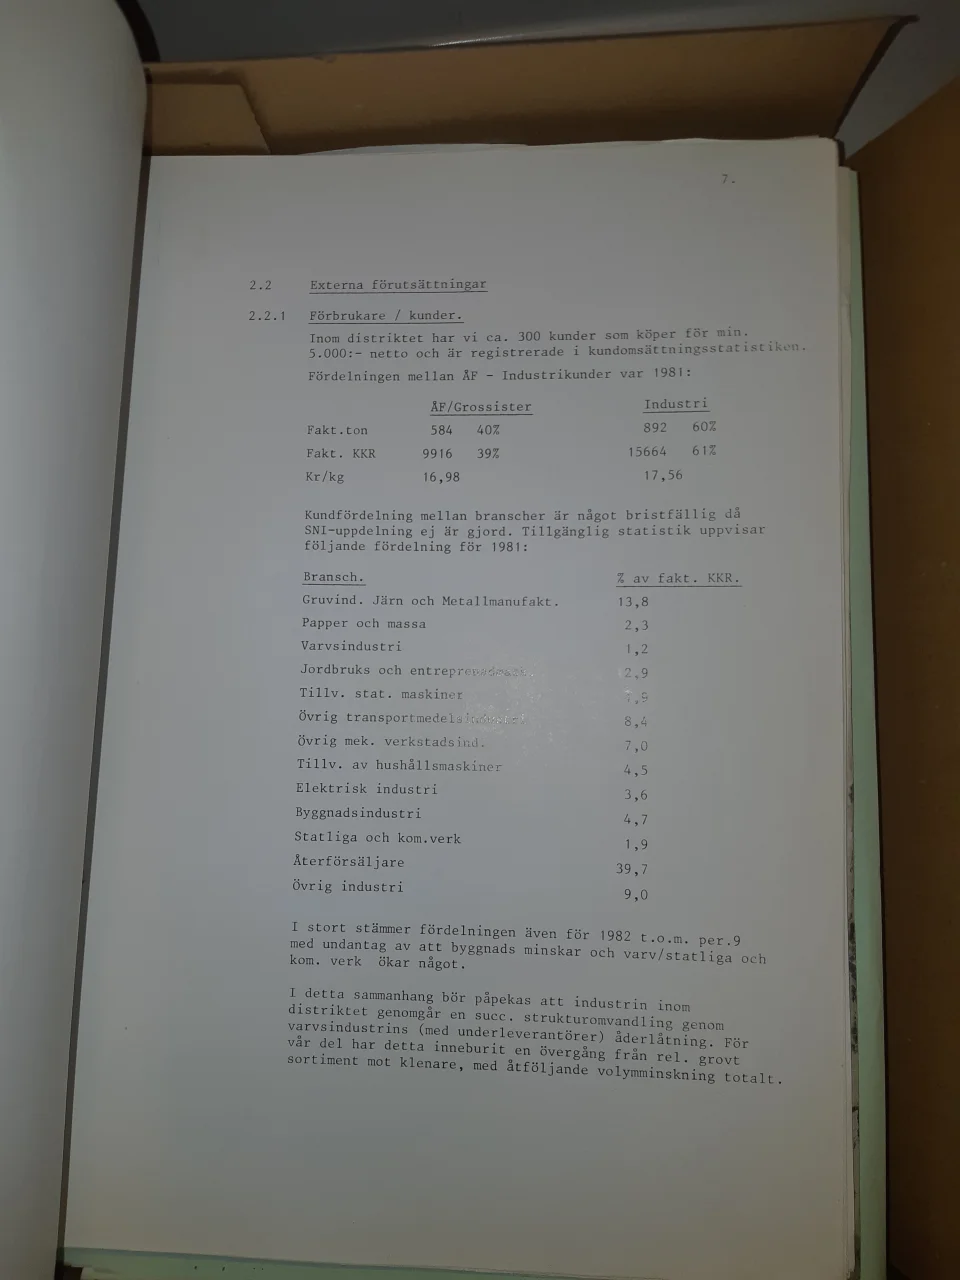 7.
2.2 Externa förutsättningar
2.2.1 Förbrukare / kunder.
Inom distriktet har vi ca. 300 kunder som köper för min.
5.000:- netto och är registrerade i kundomsättningsstatistiken.
Fördelningen mellan ÅF - Industrikunder var 1981:
ÅF/Grossister Industri
Fakt.ton 584 40% 892 60%
Fakt. KKR 9916 39% 15664 61%
Kr/kg 16,98 17,56
Kundfördelning mellan branscher är något bristfällig då
SNI-uppdelning ej är gjord. Tillgänglig statistik uppvisar
följande fördelning för 1981:
Bransch. % av fakt. KKR.
Gruvind. Järn och Metallmanufakt. 13,8
Papper och massa 2,3
Varvsindustri 1,2
Jordbruks och 2,9
Tillv. stat. maskiner
Övrig transportmedelsindustri 8,4
övrig mek. verkstadsind. 7,0
Tillv. av hushållsmaskiner 4,5
Elektrisk industri 3,6
Byggnadsindustri 4,7
Statliga och kom.verk 1,9
Återförsäljare 39,7
Övrig industri 9,0
I stort stämmer fördelningen även för 1982 t.o.m. per.9
med undantag av att byggnads minskar och varv/statliga och
kom. verk ökar något.
I detta sammanhang bör påpekas att industrin inom
distriktet genomgår en succ. strukturomvandling genom
varvsindustrins (med underleverantörer) åderlåtning. För
vår del har detta inneburit en övergång från rel. grovt
sortiment mot klenare, med åtföljande volymminskning totalt.